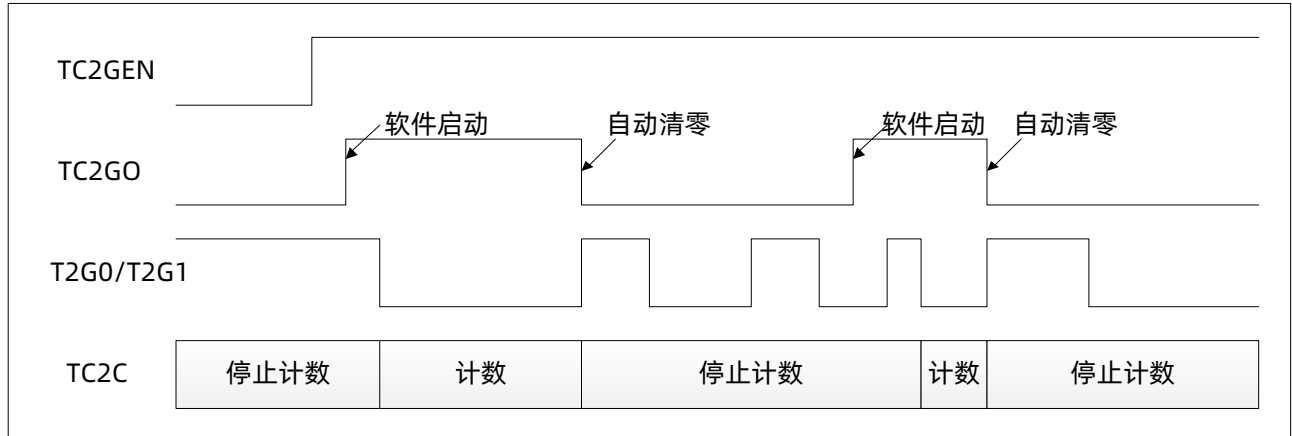 TC2GEN
软件启动 自动清零 软件启动 自动清零
TC2GO
T2G0/T2G1
TC2C 停止计数 计数 停止计数 计数 停止计数